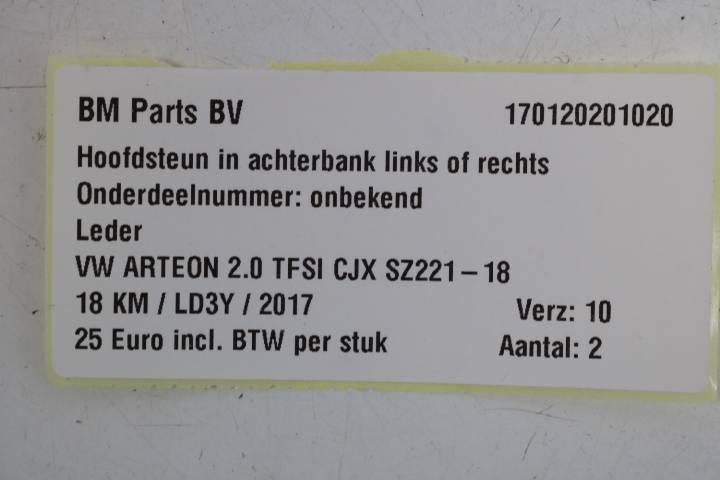 BM Parts BV 170120201020
Hoofdsteun in achterbank links of rechts
Onderdeelnummer: onbekend
Leder
VW ARTEON 2.0 TFSI CJX SZ221-18
18 KM / LD3Y / 2017 Verz: 10
25 Euro incl. BTW per stuk Aantal: 2